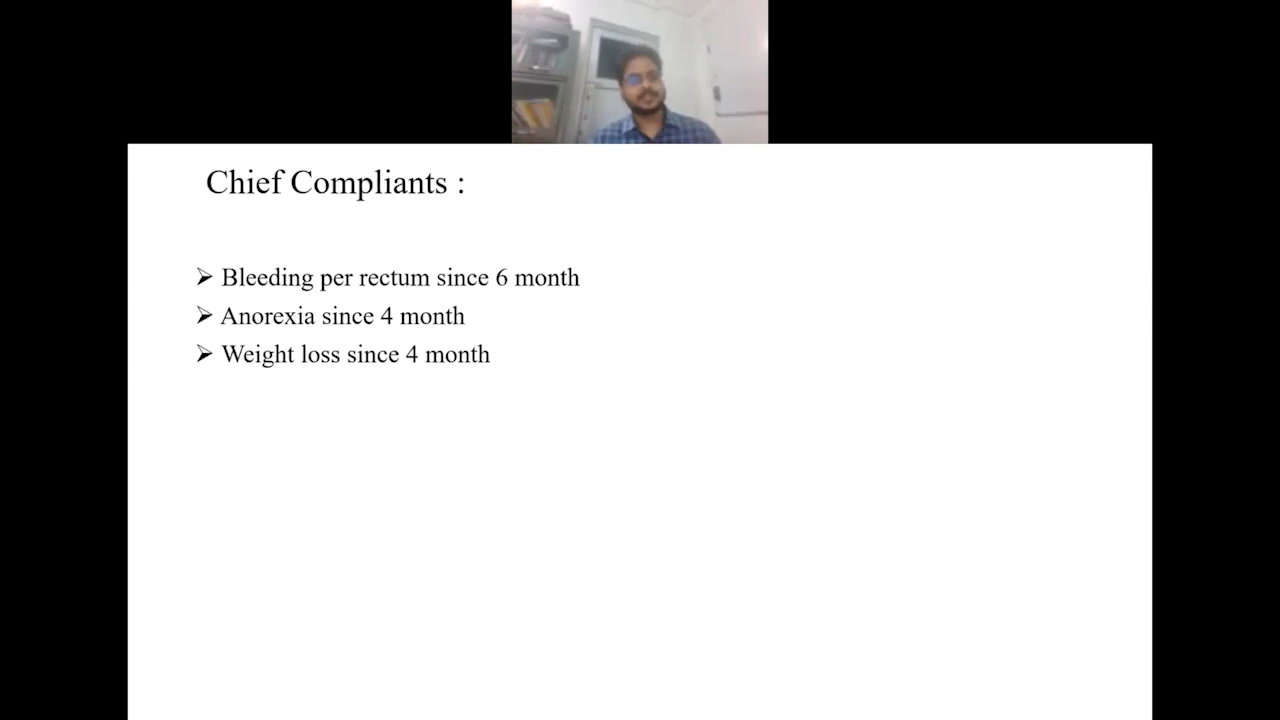 Chief Compliants :
➢ Bleeding per rectum since 6 month
➢ Anorexia since 4 month
➢ Weight loss since 4 month